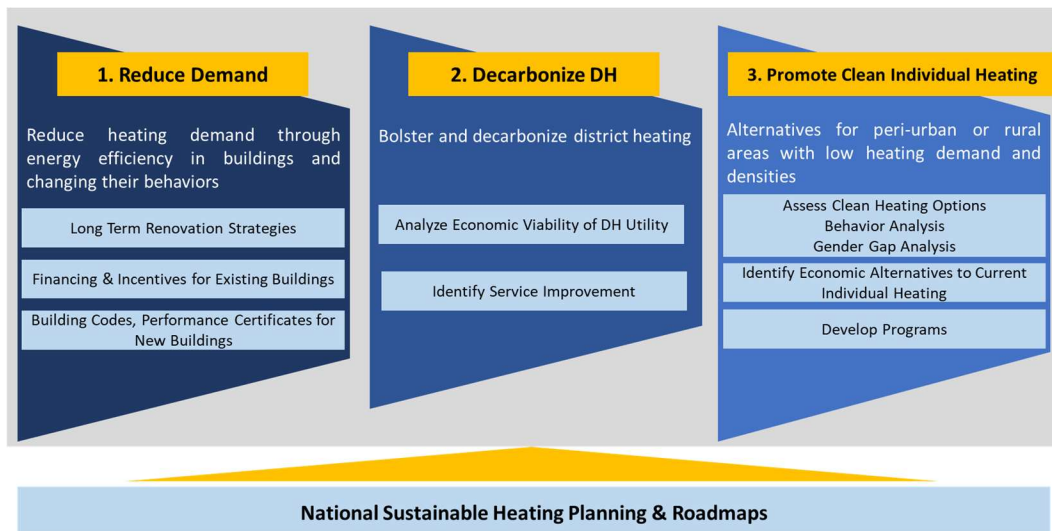 1. Reduce Demand
Reduce heating demand through
energy efficiency in buildings and
changing their behaviors
Long Term Renovation Strategies
Financing & Incentives for Existing Buildings
Building Codes, Performance Certificates for
New Buildings
2. Decarbonize DH
Bolster and decarbonize district heating
Analyze Economic Viability of DH Utility
Identify Service Improvement
3. Promote Clean Individual Heating
Alternatives for peri-urban or rural
areas with low heating demand and
densities
Assess Clean Heating Options
Behavior Analysis
Gender Gap Analysis
Identify Economic Alternatives to Current
Individual Heating
Develop Programs
National Sustainable Heating Planning & Roadmaps